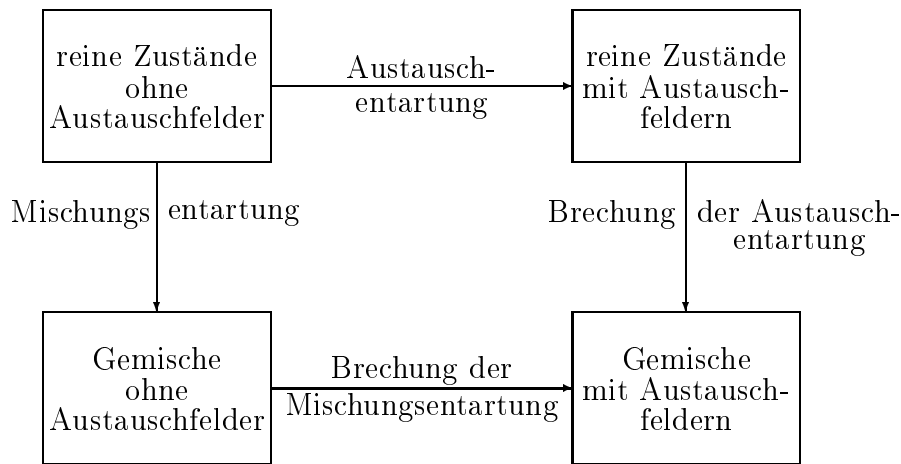 reine Zustände
ohne
Austauschfelder
Austausch-
entartung
reine Zustände
mit Austausch-
feldern
Mischungs entartung
Brechung der Austausch-
entartung
Gemische
ohne
Austauschfelder
Brechung der
Mischungsentartung
Gemische
mit Austausch-
feldern